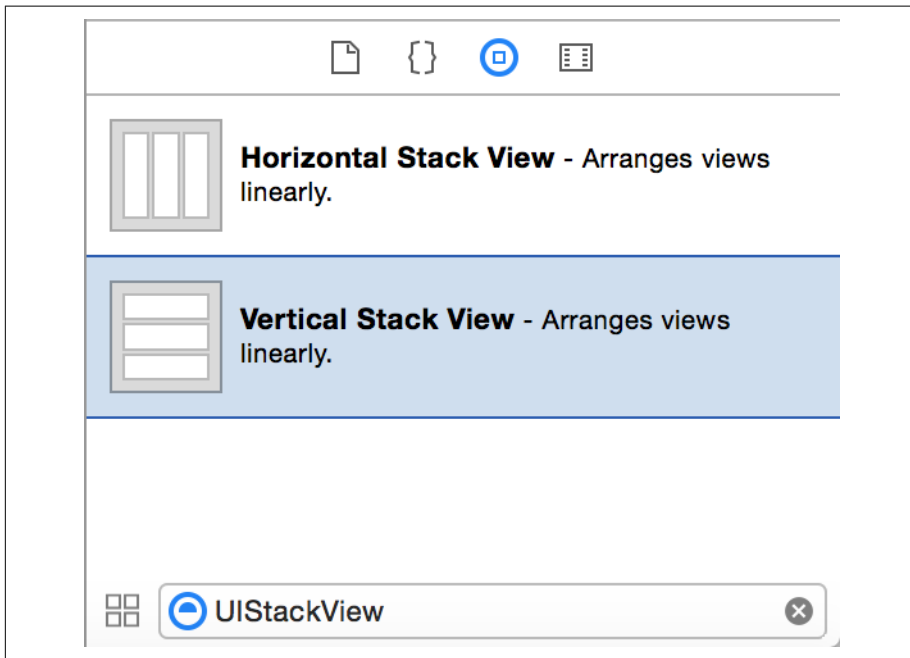 Horizontal Stack View - Arranges views
linearly.
Vertical Stack View - Arranges views
linearly.
UIStackView